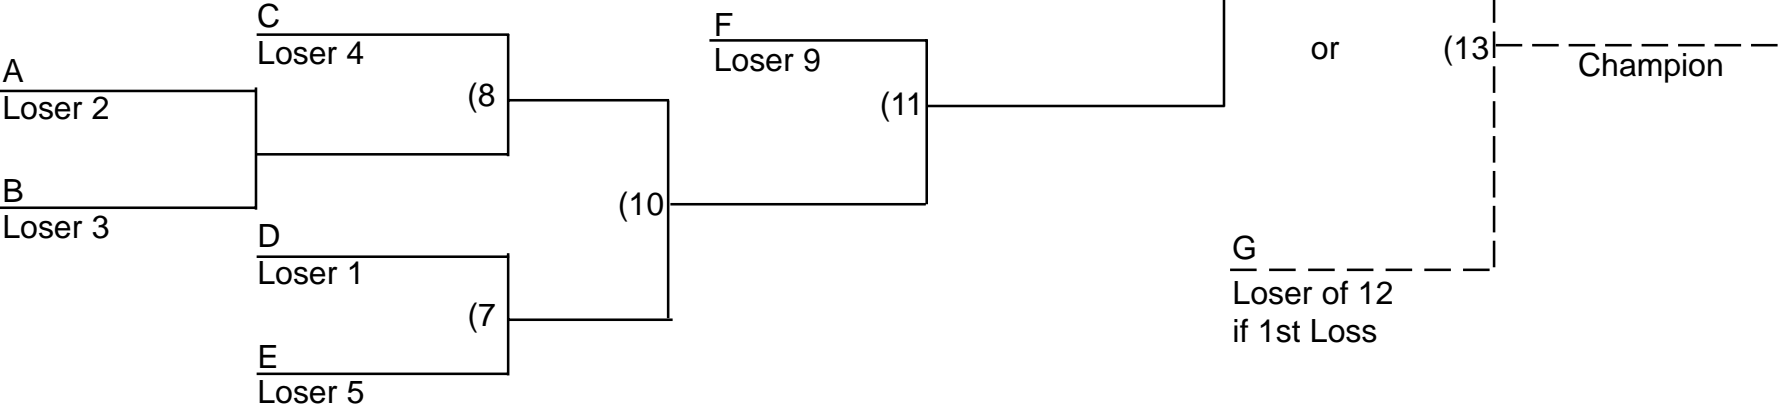 C
Loser 4
A
Loser 2
(8
B
Loser 3
D
Loser 1
(7
E
Loser 5
(10
F
Loser 9
(11
or
(13
Champion
G
Loser of 12
if 1st Loss